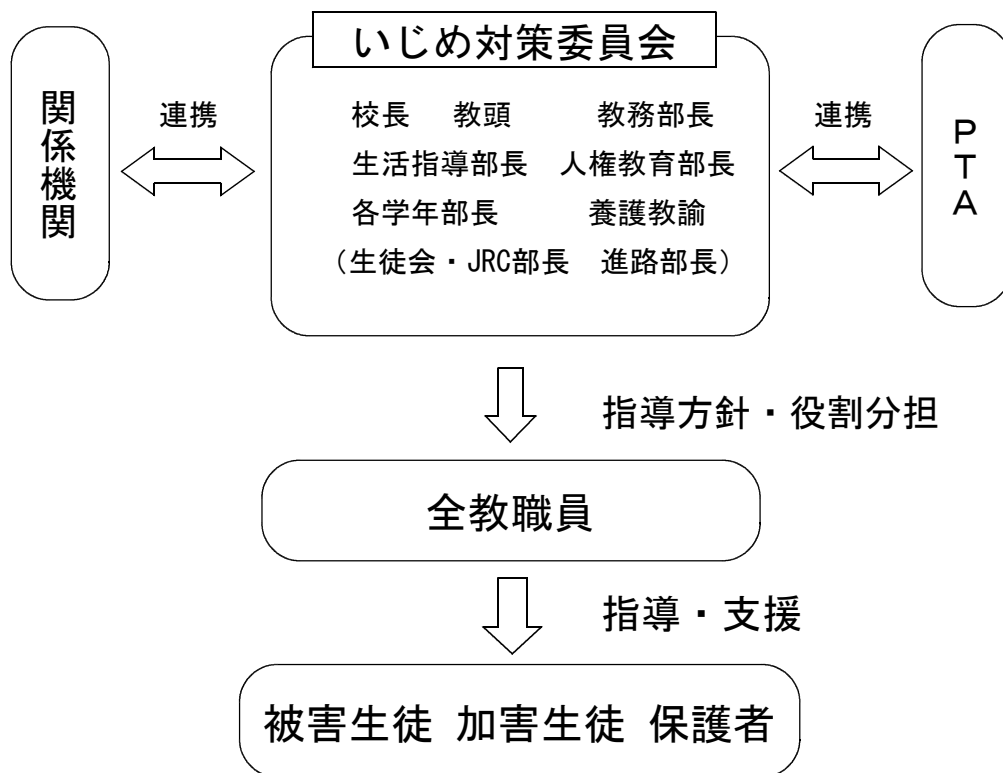 いじめ対策委員会
関係機関
連携
校長 教頭 教務部長
生活指導部長 人権教育部長
各学年部長 養護教諭
(生徒会・JRC部長 進路部長)
連携
PTA
指導方針・役割分担
全教職員
指導・支援
被害生徒 加害生徒 保護者